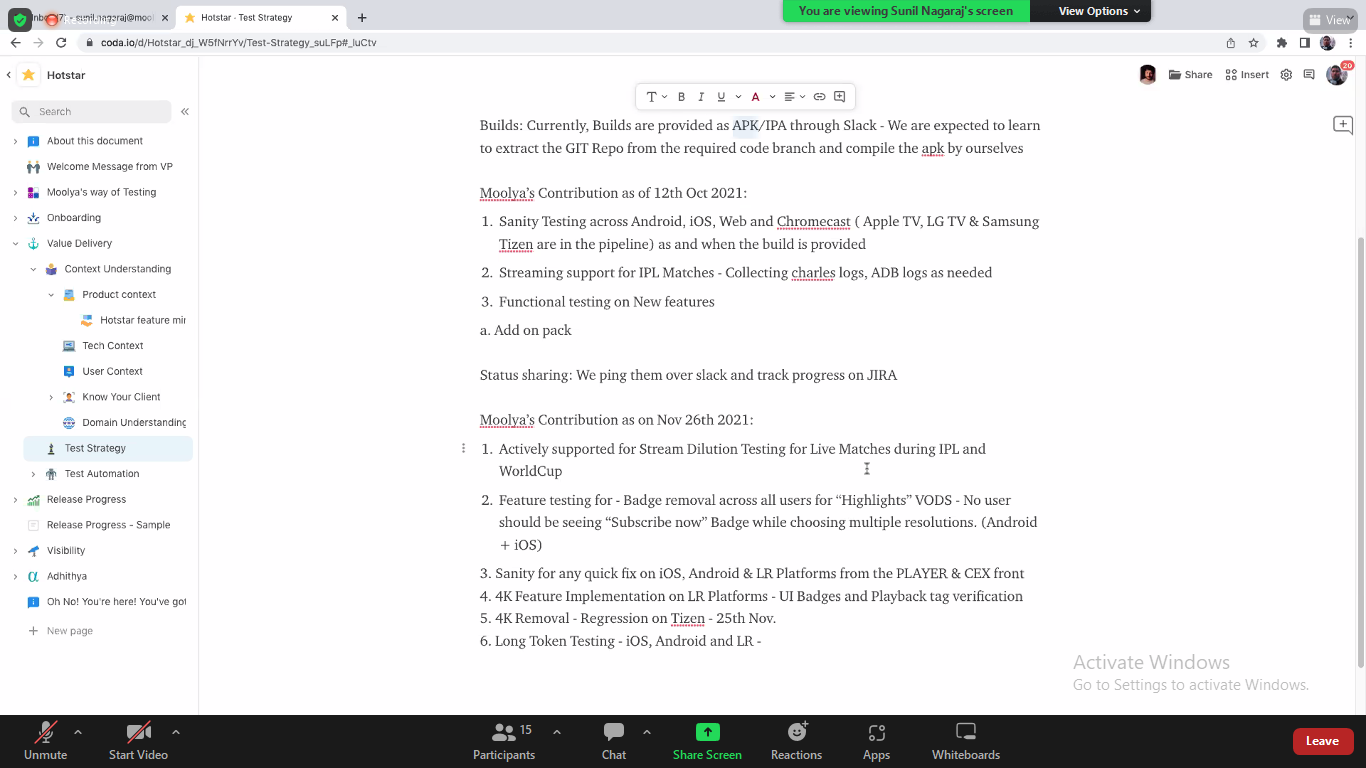 sunil.nagaraj@mool
Hotstar - Test Strategy
You are viewing Sunil Nagaraj's screen
View Options
View
coda.io/d/Hotstar_dj_W5fNrrYv/Test-Strategy_suLFp#_luCtv
Hotstar
Share
Insert
20
Search
About this document
Welcome Message from VP
Moolya's way of Testing
Onboarding
Value Delivery
Context Understanding
Product context
Hotstar feature mir
Tech Context
User Context
Know Your Client
Domain Understanding
Test Strategy
Test Automation
Release Progress
Release Progress - Sample
Visibility
Adhithya
Oh No! You're here! You've got
New page
Builds: Currently, Builds are provided as APK/IPA through Slack - We are expected to learn
to extract the GIT Repo from the required code branch and compile the apk by ourselves
Moolya's Contribution as of 12th Oct 2021:
1. Sanity Testing across Android, iOS, Web and Chromecast ( Apple TV, LG TV & Samsung
Tizen are in the pipeline) as and when the build is provided
2. Streaming support for IPL Matches - Collecting charles logs, ADB logs as needed
3. Functional testing on New features
a. Add on pack
Status sharing: We ping them over slack and track progress on JIRA
Moolya's Contribution as on Nov 26th 2021:
1. Actively supported for Stream Dilution Testing for Live Matches during IPL and
WorldCup
2. Feature testing for - Badge removal across all users for “Highlights” VODS - No user
should be seeing “Subscribe now” Badge while choosing multiple resolutions. (Android
+ iOS)
3. Sanity for any quick fix on iOS, Android & LR Platforms from the PLAYER & CEX front
4. 4K Feature Implementation on LR Platforms - UI Badges and Playback tag verification
5. 4K Removal - Regression on Tizen - 25th Nov.
6. Long Token Testing - iOS, Android and LR -
Activate Windows
Go to Settings to activate Windows.
Unmute
Start Video
Participants
15
Chat
Share Screen
Reactions
Apps
Whiteboards
Leave